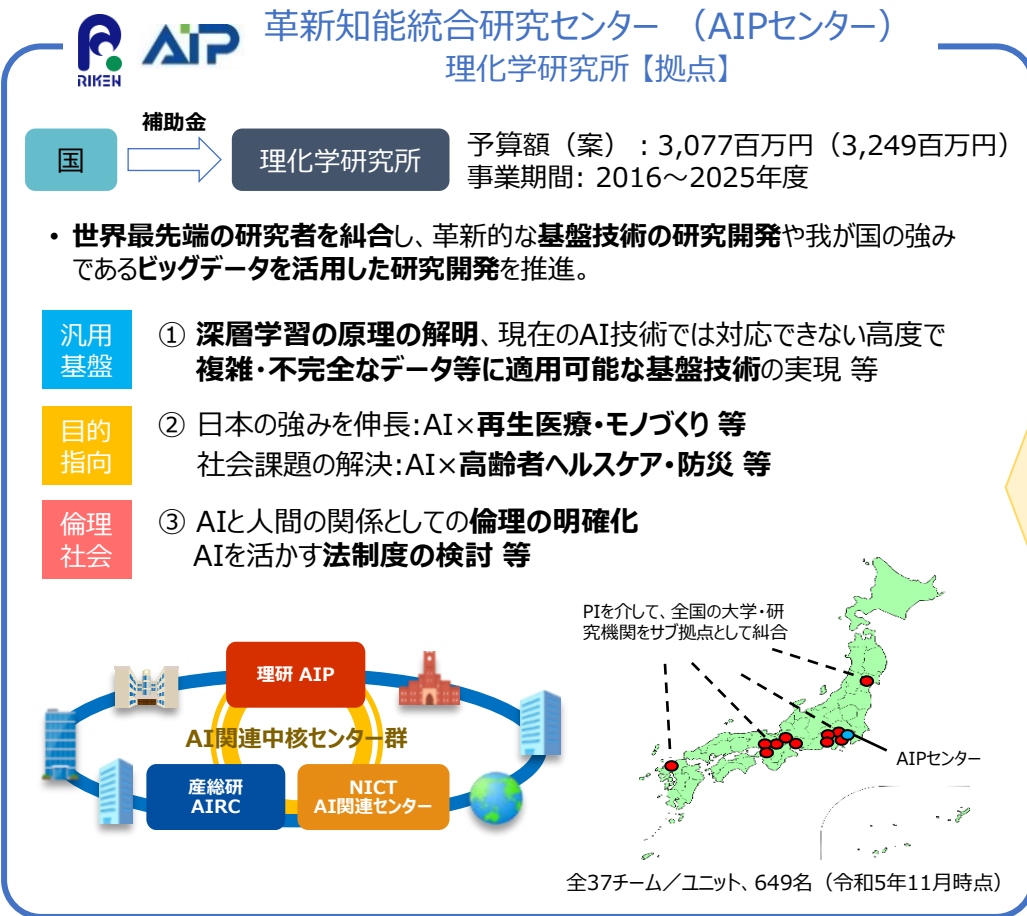 革新知能統合研究センター （AIPセンター）
理化学研究所【拠点】
RIKEN
AIP
補助金
国
理化学研究所
予算額（案）：3,077百万円（3,249百万円）
事業期間: 2016～2025年度
• 世界最先端の研究者を糾合し、革新的な基盤技術の研究開発や我が国の強み
であるビッグデータを活用した研究開発を推進。
汎用
基盤
① 深層学習の原理の解明、現在のAI技術では対応できない高度で
複雑・不完全なデータ等に適用可能な基盤技術の実現 等
目的
指向
② 日本の強みを伸長:AI×再生医療・モノづくり 等
社会課題の解決:AI×高齢者ヘルスケア・防災 等
倫理
社会
③ AIと人間の関係としての倫理の明確化
AIを活かす法制度の検討 等
PIを介して、全国の大学・研
究機関をサブ拠点として糾合
理研 AIP
AI関連中核センター群
産総研
AIRC
NICT
AI関連センター
AIPセンター
全37チーム／ユニット、649名（令和5年11月時点）